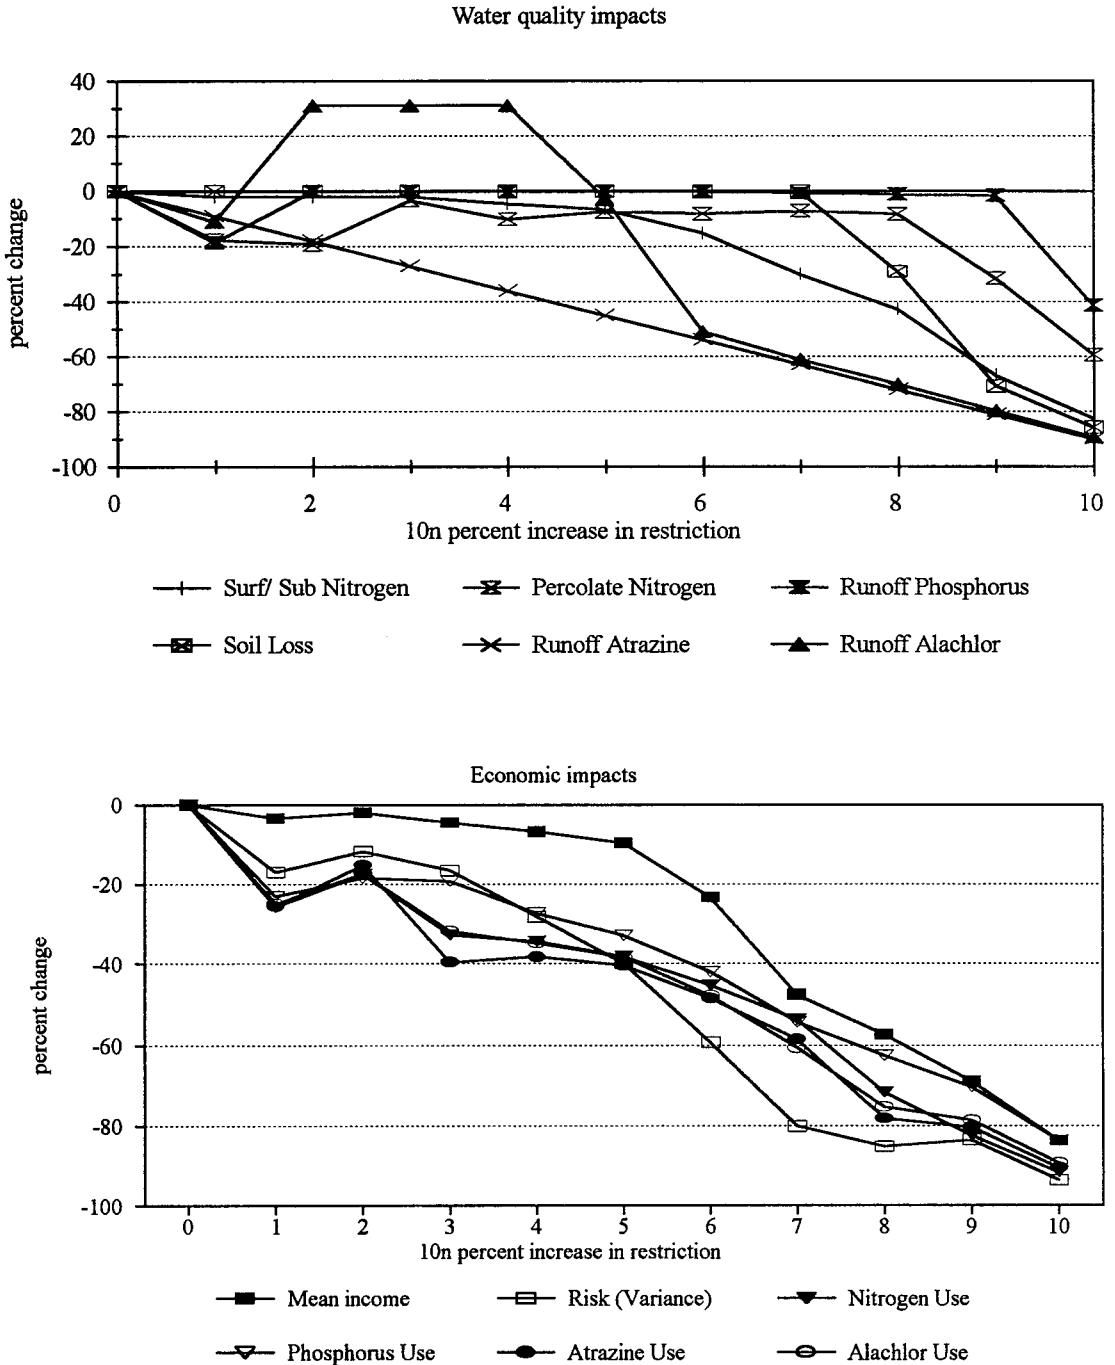 Water quality impacts
40
20
0
-20
-40
-60
-80
-100
percent change
0 2 4 6 8 10
10n percent increase in restriction
Surf/ Sub Nitrogen Percolate Nitrogen Runoff Phosphorus
Soil Loss Runoff Atrazine Runoff Alachlor
Economic impacts
0
-20
-40
-60
-80
-100
percent change
0 1 2 3 4 5 6 7 8 9 10
10n percent increase in restriction
Mean income Risk (Variance) Nitrogen Use
Phosphorus Use Atrazine Use Alachlor Use